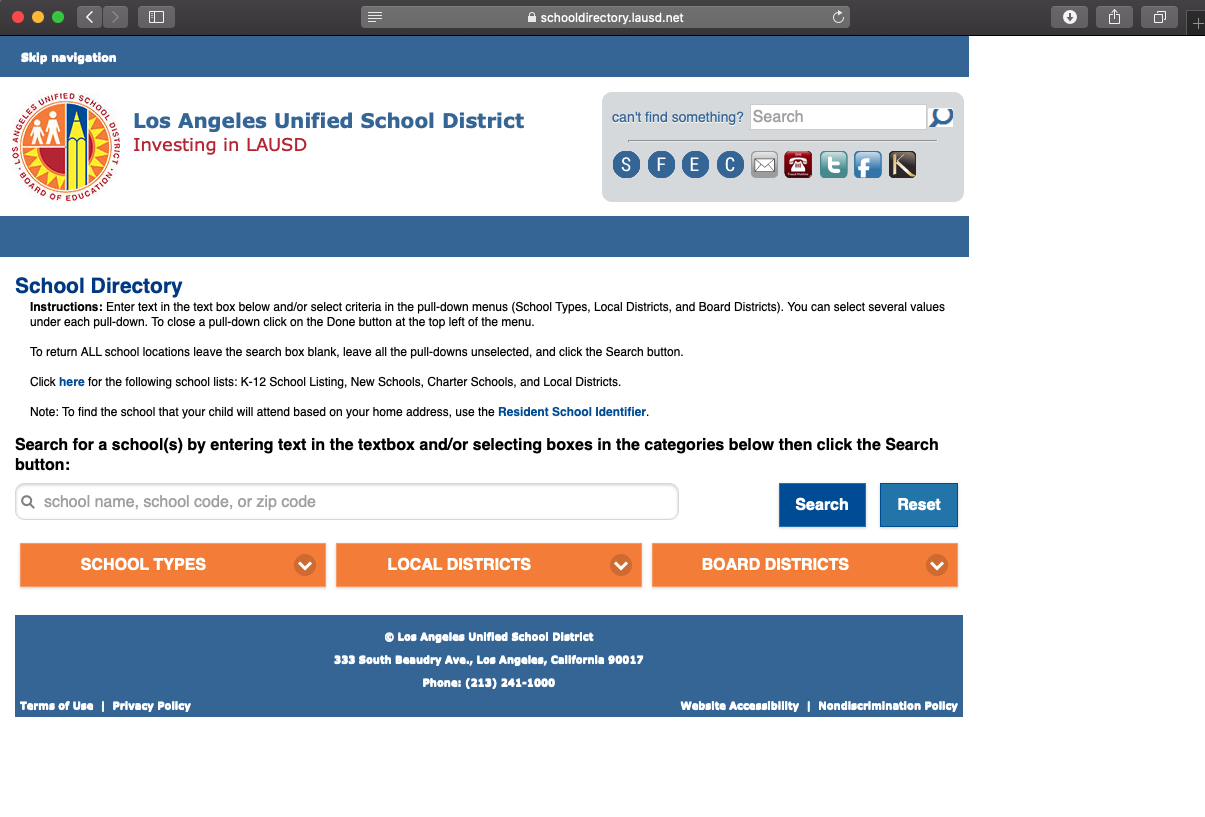 schooldirectory.lausd.net
Skip navigation
LOS ANGELES UNIFIED SCHOOL DISTRICT
BOARD OF EDUCATION
Los Angeles Unified School District
Investing in LAUSD
can't find something? Search
S F E C t f K
School Directory
Instructions: Enter text in the text box below and/or select criteria in the pull-down menus (School Types, Local Districts, and Board Districts). You can select several values
under each pull-down. To close a pull-down click on the Done button at the top left of the menu.
To return ALL school locations leave the search box blank, leave all the pull-downs unselected, and click the Search button.
Click here for the following school lists: K-12 School Listing, New Schools, Charter Schools, and Local Districts.
Note: To find the school that your child will attend based on your home address, use the Resident School Identifier.
Search for a school(s) by entering text in the textbox and/or selecting boxes in the categories below then click the Search
button:
school name, school code, or zip code Search Reset
SCHOOL TYPES LOCAL DISTRICTS BOARD DISTRICTS
© Los Angeles Unified School District
333 South Beaudry Ave., Los Angeles, California 90017
Phone: (213) 241-1000
Terms of Use | Privacy Policy Website Accessibility | Nondiscrimination Policy